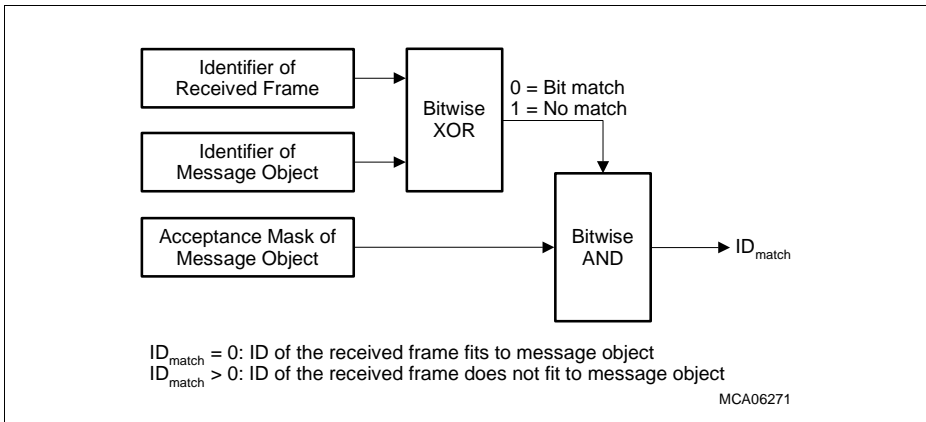 Identifier of
Received Frame
Identifier of
Message Object
Acceptance Mask of
Message Object
Bitwise
XOR
0 = Bit match
1 = No match
Bitwise
AND
IDmatch
IDmatch = 0: ID of the received frame fits to message object
IDmatch > 0: ID of the received frame does not fit to message object
MCA06271